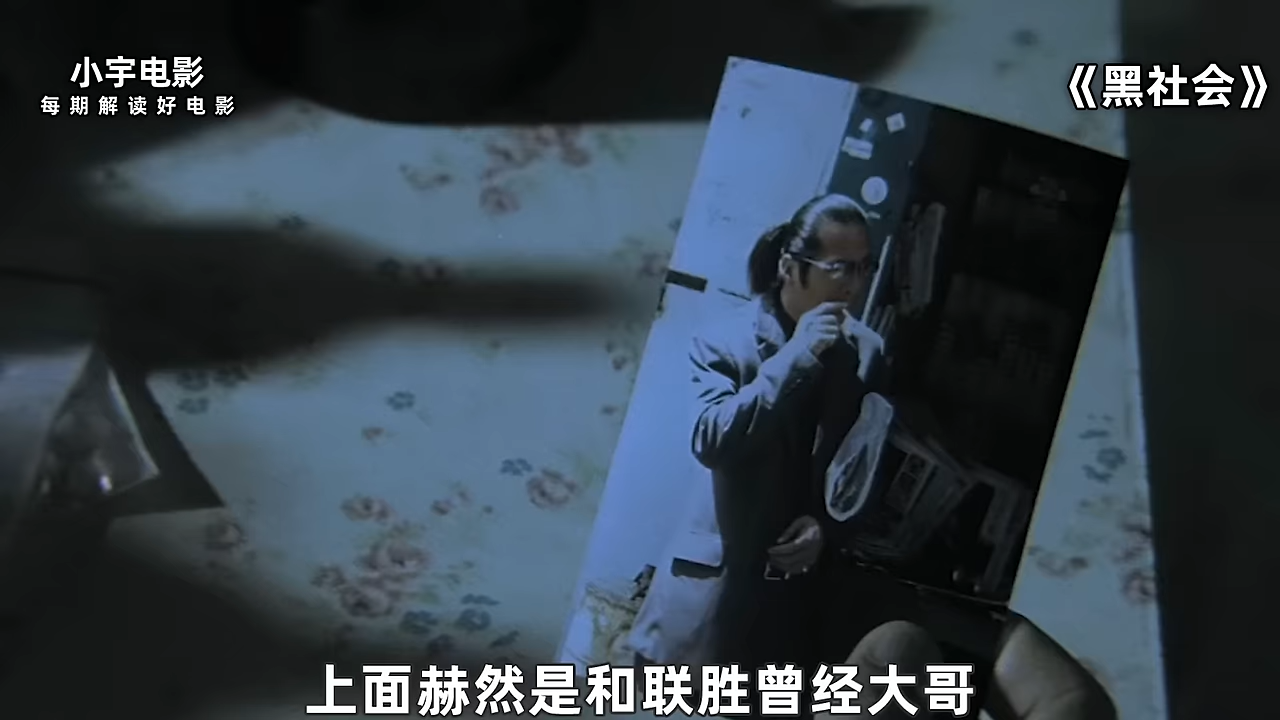 小宇电影
每期解读好电影
《黑社会》
上面赫然是和联胜曾经大哥